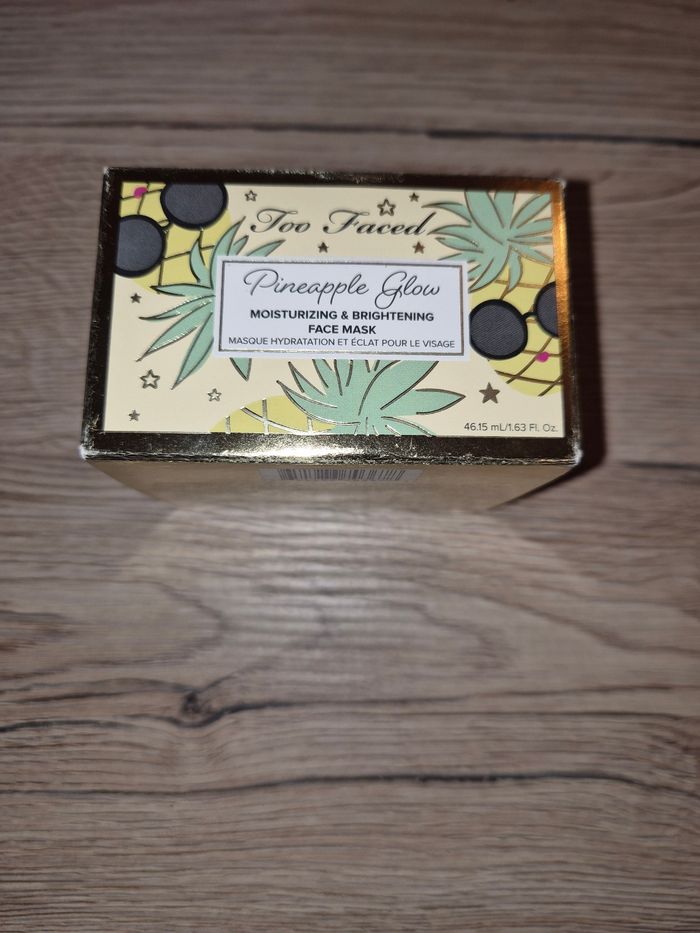 Too Faced
Pineapple Glow
MOISTURIZING & BRIGHTENING
FACE MASK
MASQUE HYDRATATION ET ÉCLAT POUR LE VISAGE
46.15 mL/1.63 Fl. Oz.